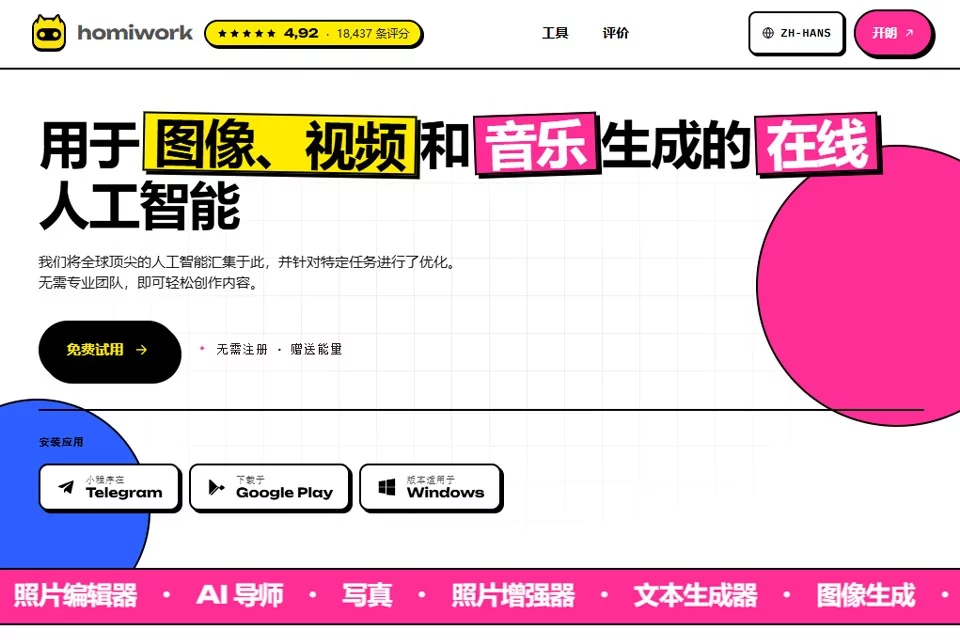 homiwork
★★★★★ 4,92 · 18,437 条评分
工具
评价
ZH-HANS
开朗 ↗
用于 图像、视频 和 音乐 生成的 在线
人工智能
我们将全球顶尖的人工智能汇集于此，并针对特定任务进行了优化。
无需专业团队，即可轻松创作内容。
免费试用 →
无需注册 · 赠送能量
安装应用
小程序在
Telegram
下载于
Google Play
版本适用于
Windows
照片编辑器 · AI 导师 · 写真 · 照片增强器 · 文本生成器 · 图像生成 ·